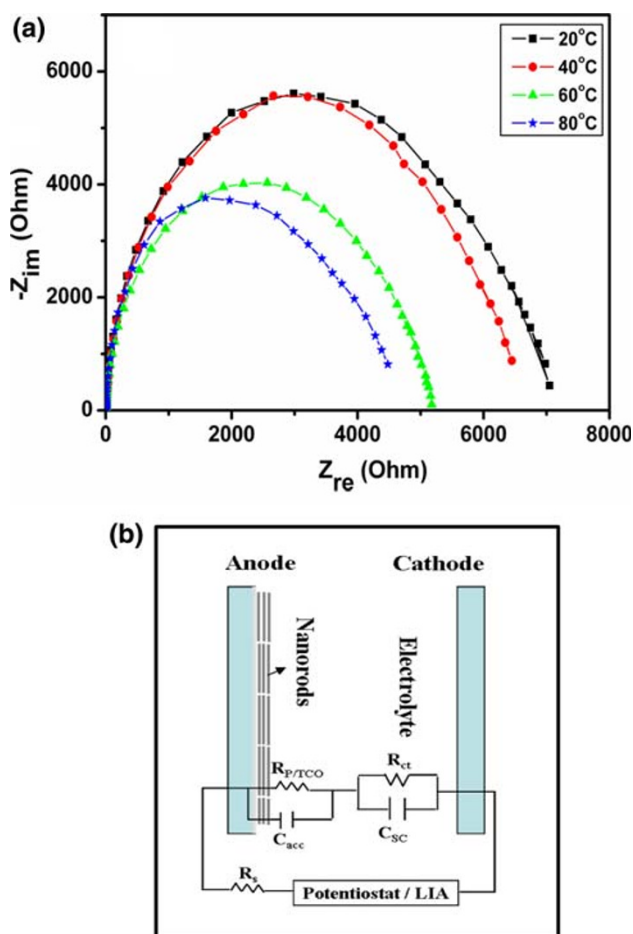 (a)
20°C
40°C
60°C
80°C
6000
4000
2000
0
-Z_im (Ohm)
0 2000 4000 6000 8000
Z_re (Ohm)
(b)
Anode Cathode
Nanorods
Electrolyte
R_P/TCO
C_acc
R_ct
C_SC
R_s
Potentiostat / LIA